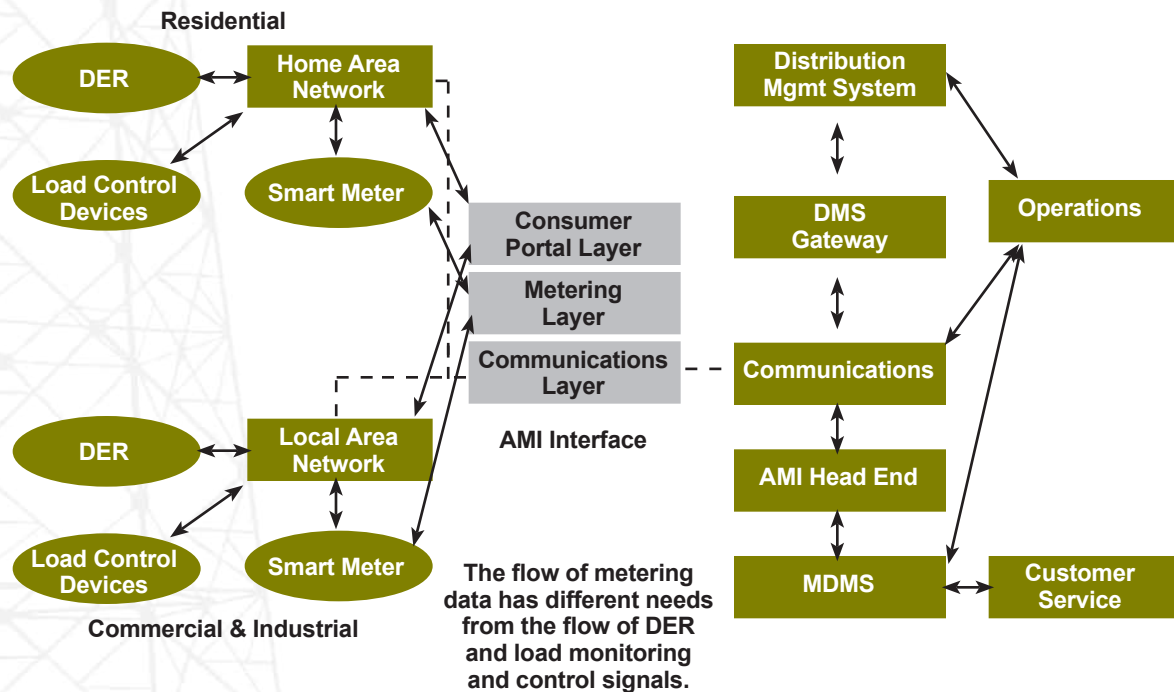 Residential
DER
Home Area
Network
Load Control
Devices
Smart Meter
Consumer
Portal Layer
Metering
Layer
Communications
Layer
AMI Interface
DER
Local Area
Network
Load Control
Devices
Smart Meter
Commercial & Industrial
The flow of metering
data has different needs
from the flow of DER
and load monitoring
and control signals.
Distribution
Mgmt System
DMS
Gateway
Operations
Communications
AMI Head End
MDMS
Customer
Service